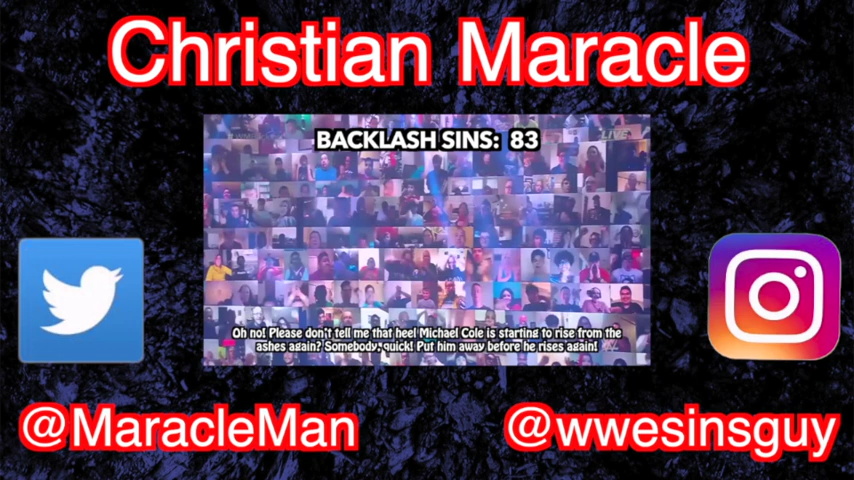 Christian Maracle
BACKLASH SINS: 83
LIVE
Oh no! Please don't tell me that heel Michael Cole is starting to rise from the
ashes again? Somebody, quick! Put him away before he rises again!
@MaracleMan
@wwesinsguy